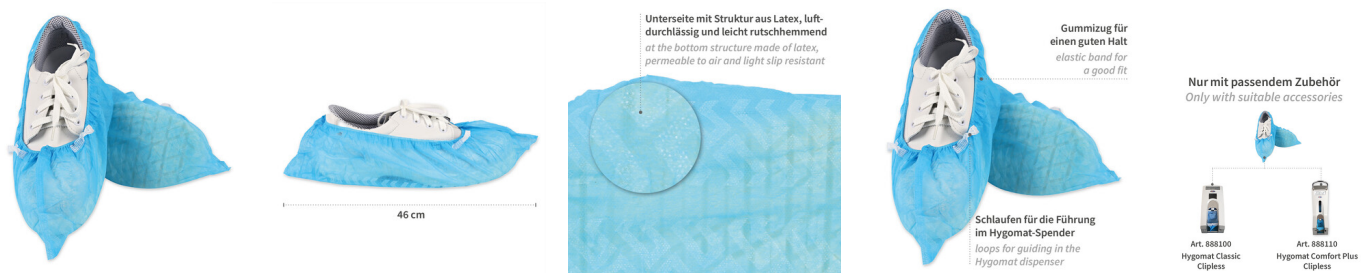 46 cm
Unterseite mit Struktur aus Latex, luft-
durchlässig und leicht rutschhemmend
at the bottom structure made of latex,
permeable to air and light slip resistant
Gummizug für
einen guten Halt
elastic band for
a good fit
Schlaufen für die Führung
im Hygomat-Spender
loops for guiding in the
Hygomat dispenser
Nur mit passendem Zubehör
Only with suitable accessories
Art. 888100
Hygomat Classic
Clipless
Art. 888110
Hygomat Comfort Plus
Clipless